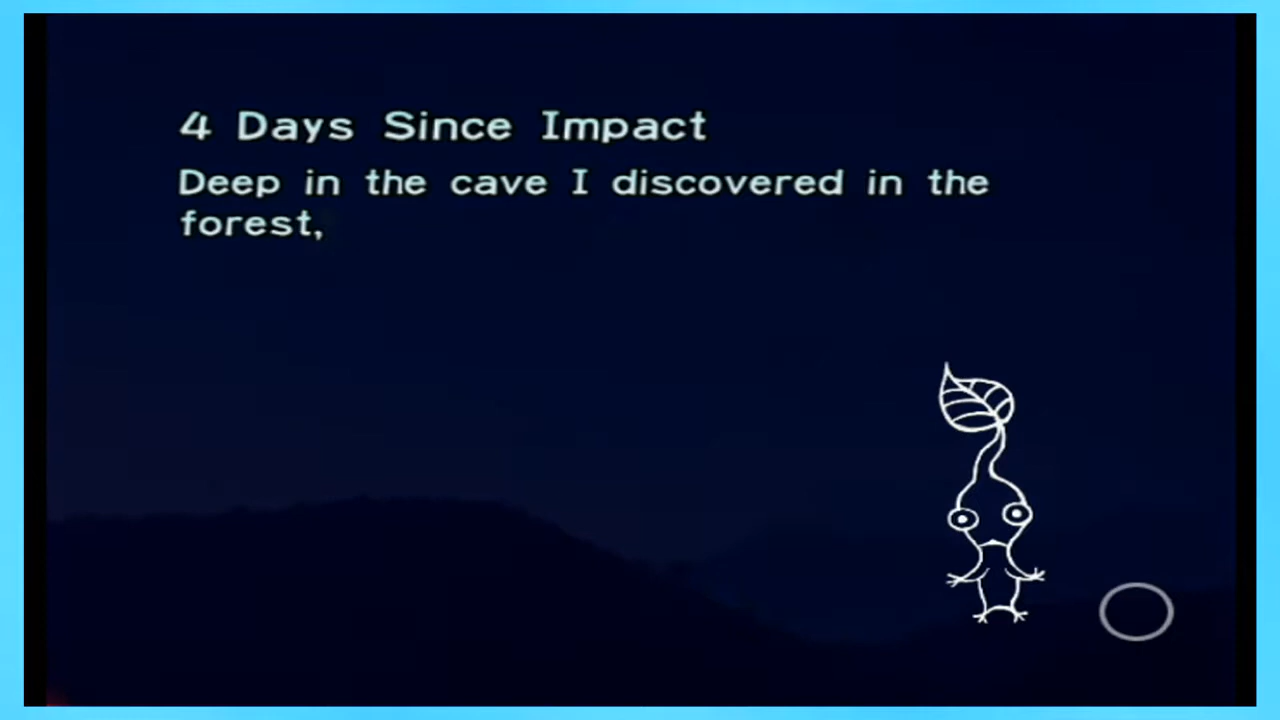 4 Days Since Impact
Deep in the cave I discovered in the
forest,